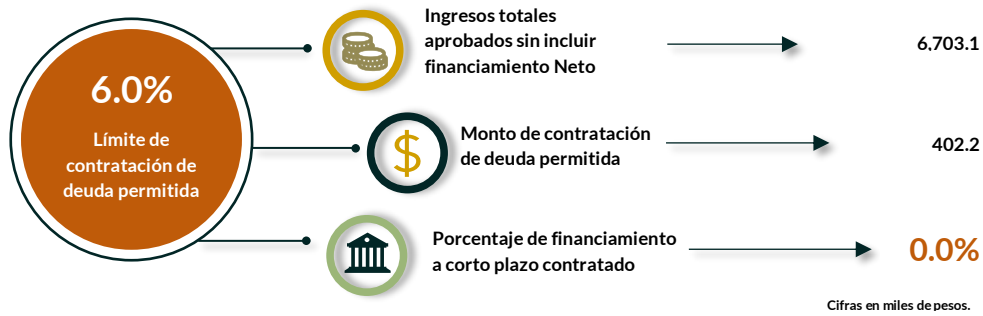 6.0%
Límite de
contratación de
deuda permitida
Ingresos totales
aprobados sin incluir
financiamiento Neto
6,703.1
$
Monto de contratación
de deuda permitida
402.2
Porcentaje de financiamiento
a corto plazo contratado
0.0%
Cifras en miles de pesos.